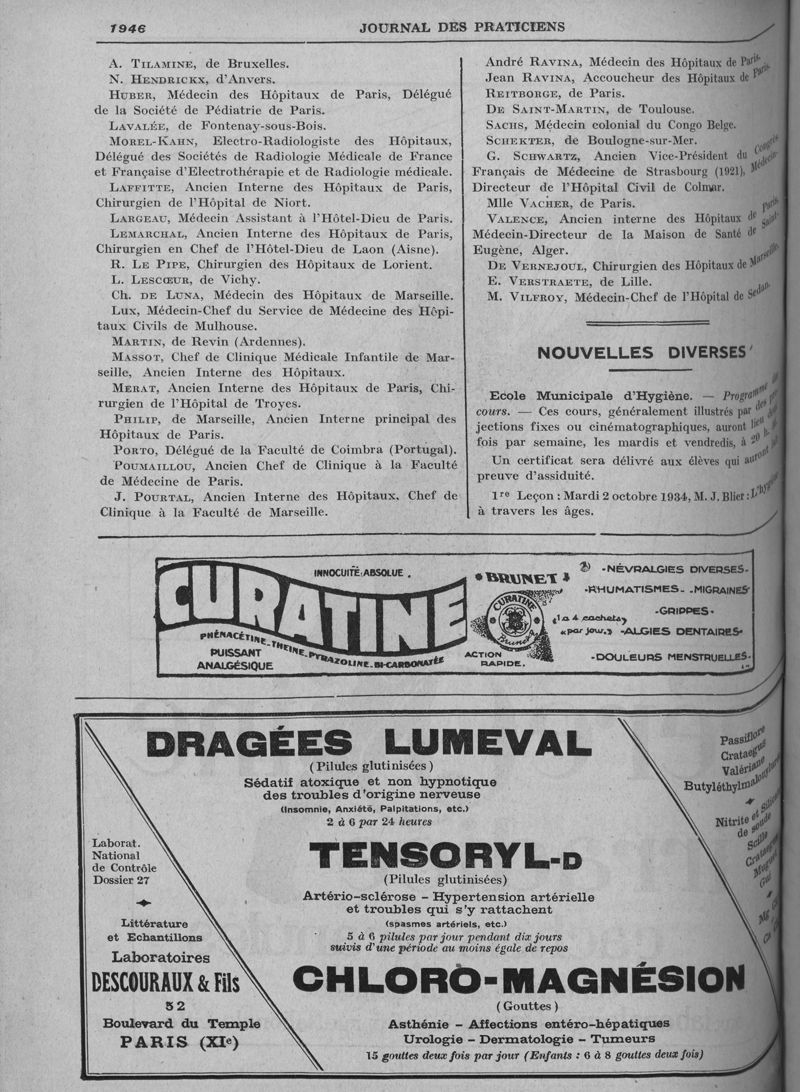 1946
JOURNAL DES PRATICIENS
A. TILAMINE, de Bruxelles.
N. HENDRICKX, d'Anvers.
HUBER, Médecin des Hôpitaux de Paris, Délégué
de la Société de Pédiatrie de Paris.
LAVALÉE, de Fontenay-sous-Bois.
MOREL-KAHN, Electro-Radiologiste des Hôpitaux,
Délégué des Sociétés de Radiologie Médicale de France
et Française d'Electrothérapie et de Radiologie médicale.
LAFFITTE, Ancien Interne des Hôpitaux de Paris,
Chirurgien de l'Hôpital de Niort.
LARGEAU, Médecin Assistant à l'Hôtel-Dieu de Paris.
LEMARCHAL, Ancien Interne des Hôpitaux de Paris,
Chirurgien en Chef de l'Hôtel-Dieu de Laon (Aisne).
R. LE PIPE, Chirurgien des Hôpitaux de Lorient.
L. LESCŒUR, de Vichy.
Ch. DE LUNA, Médecin des Hôpitaux de Marseille.
LUX, Médecin-Chef du Service de Médecine des Hôpi-
taux Civils de Mulhouse.
MARTIN, de Revin (Ardennes).
MASSOT, Chef de Clinique Médicale Infantile de Mar-
seille, Ancien Interne des Hôpitaux.
MERAT, Ancien Interne des Hôpitaux de Paris, Chi-
rurgien de l'Hôpital de Troyes.
PHILIP, de Marseille, Ancien Interne principal des
Hôpitaux de Paris.
PORTO, Délégué de la Faculté de Coimbra (Portugal).
POUMAILLOU, Ancien Chef de Clinique à la Faculté
de Médecine de Paris.
J. POURTAL, Ancien Interne des Hôpitaux, Chef de
Clinique à la Faculté de Marseille.
André RAVINA, Médecin des Hôpitaux de Paris.
Jean RAVINA, Accoucheur des Hôpitaux de Paris.
REITBORGE, de Paris.
DE SAINT-MARTIN, de Toulouse.
SACHS, Médecin colonial du Congo Belge.
SCHEKTER, de Boulogne-sur-Mer.
G. SCHWARTZ, Ancien Vice-Président du Congrès
Français de Médecine de Strasbourg (1921), Médecin-
Directeur de l'Hôpital Civil de Colmar.
Mlle VACHER, de Paris.
VALENCE, Ancien interne des Hôpitaux de Paris,
Médecin-Directeur de la Maison de Santé de Saint-
Eugène, Alger.
DE VERNEJOUL, Chirurgien des Hôpitaux de Marseille.
E. VERSTRAETE, de Lille.
M. VILFROY, Médecin-Chef de l'Hôpital de Sedan.
NOUVELLES DIVERSES
Ecole Municipale d'Hygiène. — Programme des
cours. — Ces cours, généralement illustrés par
jections fixes ou cinématographiques, auront lieu
fois par semaine, les mardis et vendredis, à 20 h.
Un certificat sera délivré aux élèves qui auront
preuve d'assiduité.
1re Leçon : Mardi 2 octobre 1934, M. J. Blier :
à travers les âges.
CURATINE
INNOCUITÉ ABSOLUE.
PHÉNACÉTINE-THEINE-PYRAZOLINE-BI-CARBONATÉE
PUISSANT
ANALGÉSIQUE
BRUNET
CURATINE
Brunet
ACTION
RAPIDE.
1 a 4 cachets
par jour.
-NÉVRALGIES DIVERSES-
-RHUMATISMES- -MIGRAINES-
-GRIPPES-
-ALGIES DENTAIRES-
-DOULEURS MENSTRUELLES-
DRAGÉES LUMEVAL
(Pilules glutinisées)
Sédatif atoxique et non hypnotique
des troubles d'origine nerveuse
(Insomnie, Anxiété, Palpitations, etc.)
2 à 6 par 24 heures
Passiflore
Crataegus
Valériane
TENSORYL-D
(Pilules glutinisées)
Artério-sclérose – Hypertension artérielle
et troubles qui s'y rattachent
(spasmes artériels, etc.)
5 à 6 pilules par jour pendant dix jours
suivis d'une période au moins égale de repos
Nitrite et
de soude
Scille
CHLORO-MAGNÉSION
(Gouttes)
Asthénie – Affections entéro-hépatiques
Urologie – Dermatologie – Tumeurs
15 gouttes deux fois par jour (Enfants : 6 à 8 gouttes deux fois)
Laborat.
National
de Contrôle
Dossier 27
Littérature
et Echantillons
Laboratoires
DESCOURAUX & Fils
52
Boulevard du Temple
PARIS (XIe)